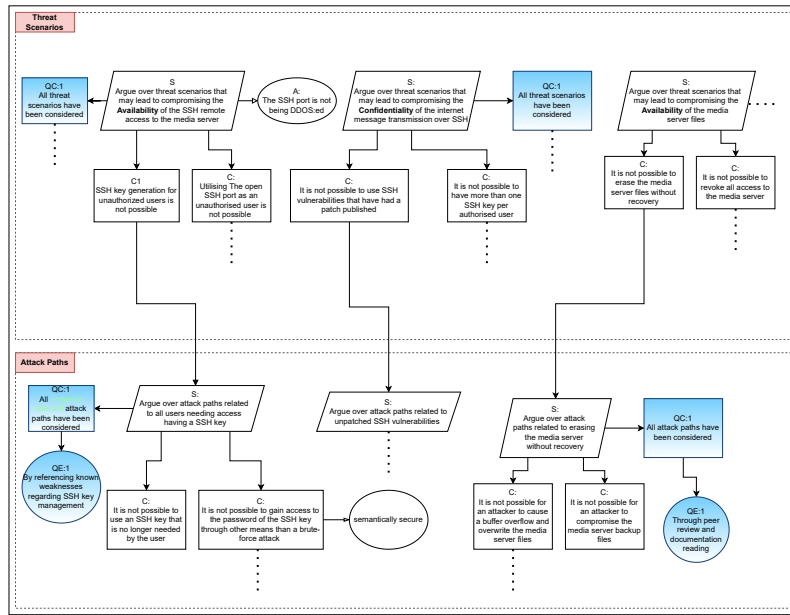 Threat
Scenarios
QC:1
All threat
scenarios have
been considered
S
Argue over threat scenarios
that may lead to compromising the
Availability of the SSH remote
access to the media server
A:
The SSH port is not
being DDOS:ed
S:
Argue over threat scenarios that
may lead to compromising the
Confidentiality of the internet
message transmission over SSH
QC:1
All threat scenarios
have been
considered
S:
Argue over threat scenarios that
may lead to compromising the
Availability of the media
server files
C1
SSH key generation for
unauthorized users is
not possible
C:
Utilising The open
SSH port as an
unauthorised user is
not possible
C:
It is not possible to use SSH
vulnerabilities that have had a
patch published
C:
It is not possible to
have more than one
SSH key per
authorised user
C:
It is not possible to
erase the media
server files without
recovery
C:
It is not possible to
revoke all access to
the media server
Attack Paths
QC:1
All attack
paths have been
considered
QE:1
By referencing known
weaknesses
regarding SSH key
management
S:
Argue over attack paths related
to all users needing access
having a SSH key
S:
Argue over attack paths related to
unpatched SSH vulnerabilities
S:
Argue over attack
paths related to erasing
the media server
without recovery
QC:1
All attack paths have
been considered
C:
It is not possible to
use an SSH key that
is no longer needed
by the user
C:
It is not possible to gain access to
the password of the SSH key
through other means than a brute-
force attack
semantically secure
C:
It is not possible for
an attacker to cause
a buffer overflow and
overwrite the media
server files
C:
It is not possible for
an attacker to
compromise the
media server backup
files
QE:1
Through peer
review and
documentation
reading